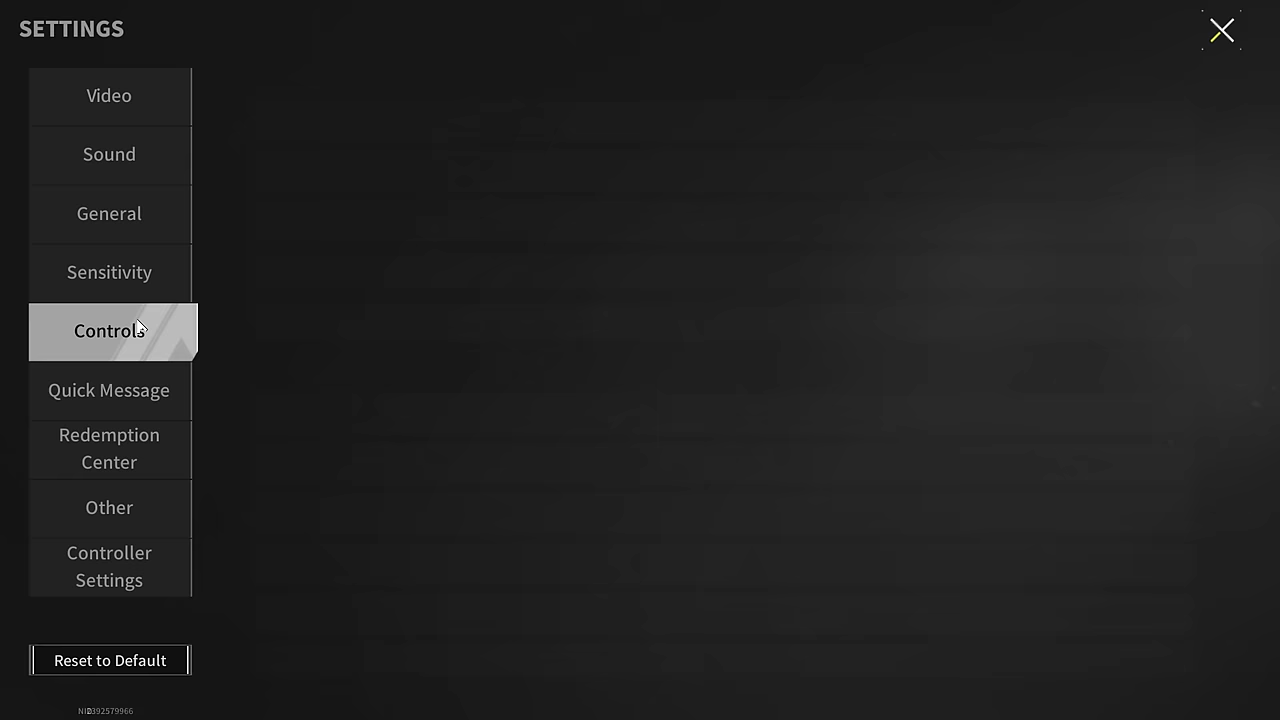 SETTINGS
Video
Sound
General
Sensitivity
Controls
Quick Message
Redemption
Center
Other
Controller
Settings
Reset to Default